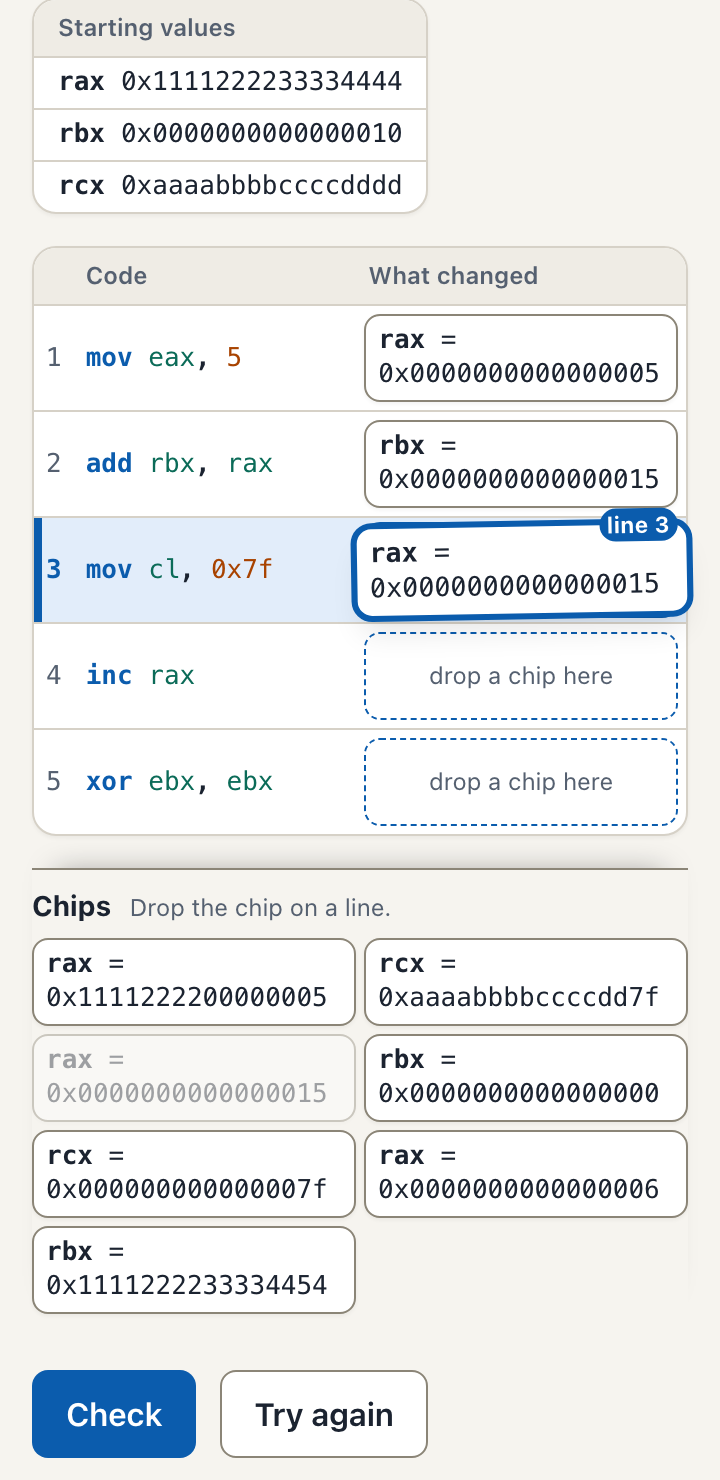 Starting values
rax 0x1111222233334444
rbx 0x0000000000000010
rcx 0xaaaabbbbccccdddd
Code What changed
1 mov eax, 5 rax =
0x0000000000000005
2 add rbx, rax rbx =
0x0000000000000015
line 3
3 mov cl, 0x7f rax =
0x0000000000000015
4 inc rax drop a chip here
5 xor ebx, ebx drop a chip here
Chips Drop the chip on a line.
rax =
0x1111222200000005
rcx =
0xaaaabbbbccccdd7f
rax =
0x0000000000000015
rbx =
0x0000000000000000
rcx =
0x000000000000007f
rax =
0x0000000000000006
rbx =
0x1111222233334454
Check Try again